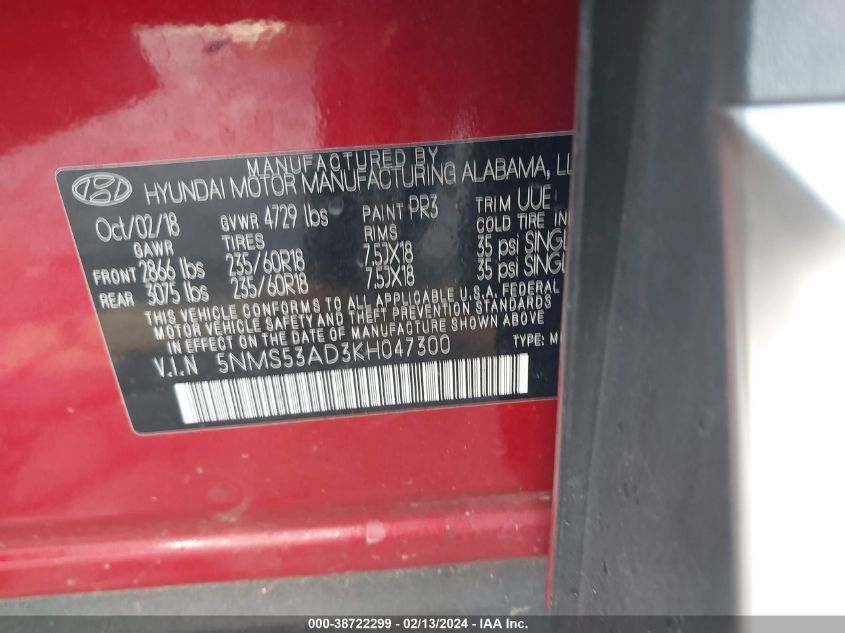 MANUFACTURED BY
HYUNDAI MOTOR MANUFACTURING ALABAMA, LL
Oct/02/18 GVWR 4729 lbs PAINT PR3 TRIM UUE
GAWR TIRES RIMS COLD TIRE IN
FRONT 2866 lbs 235/60R18 7.5JX18 35 psi SINGL
REAR 3075 lbs 235/60R18 7.5JX18 35 psi SINGL
THIS VEHICLE CONFORMS TO ALL APPLICABLE U.S.A. FEDERAL
MOTOR VEHICLE SAFETY AND THEFT PREVENTION STANDARDS
IN EFFECT ON THE DATE OF MANUFACTURE SHOWN ABOVE.
V.I.N 5NMS53AD3KH047300 TYPE: M
000-38722299 - 02/13/2024 - IAA Inc.